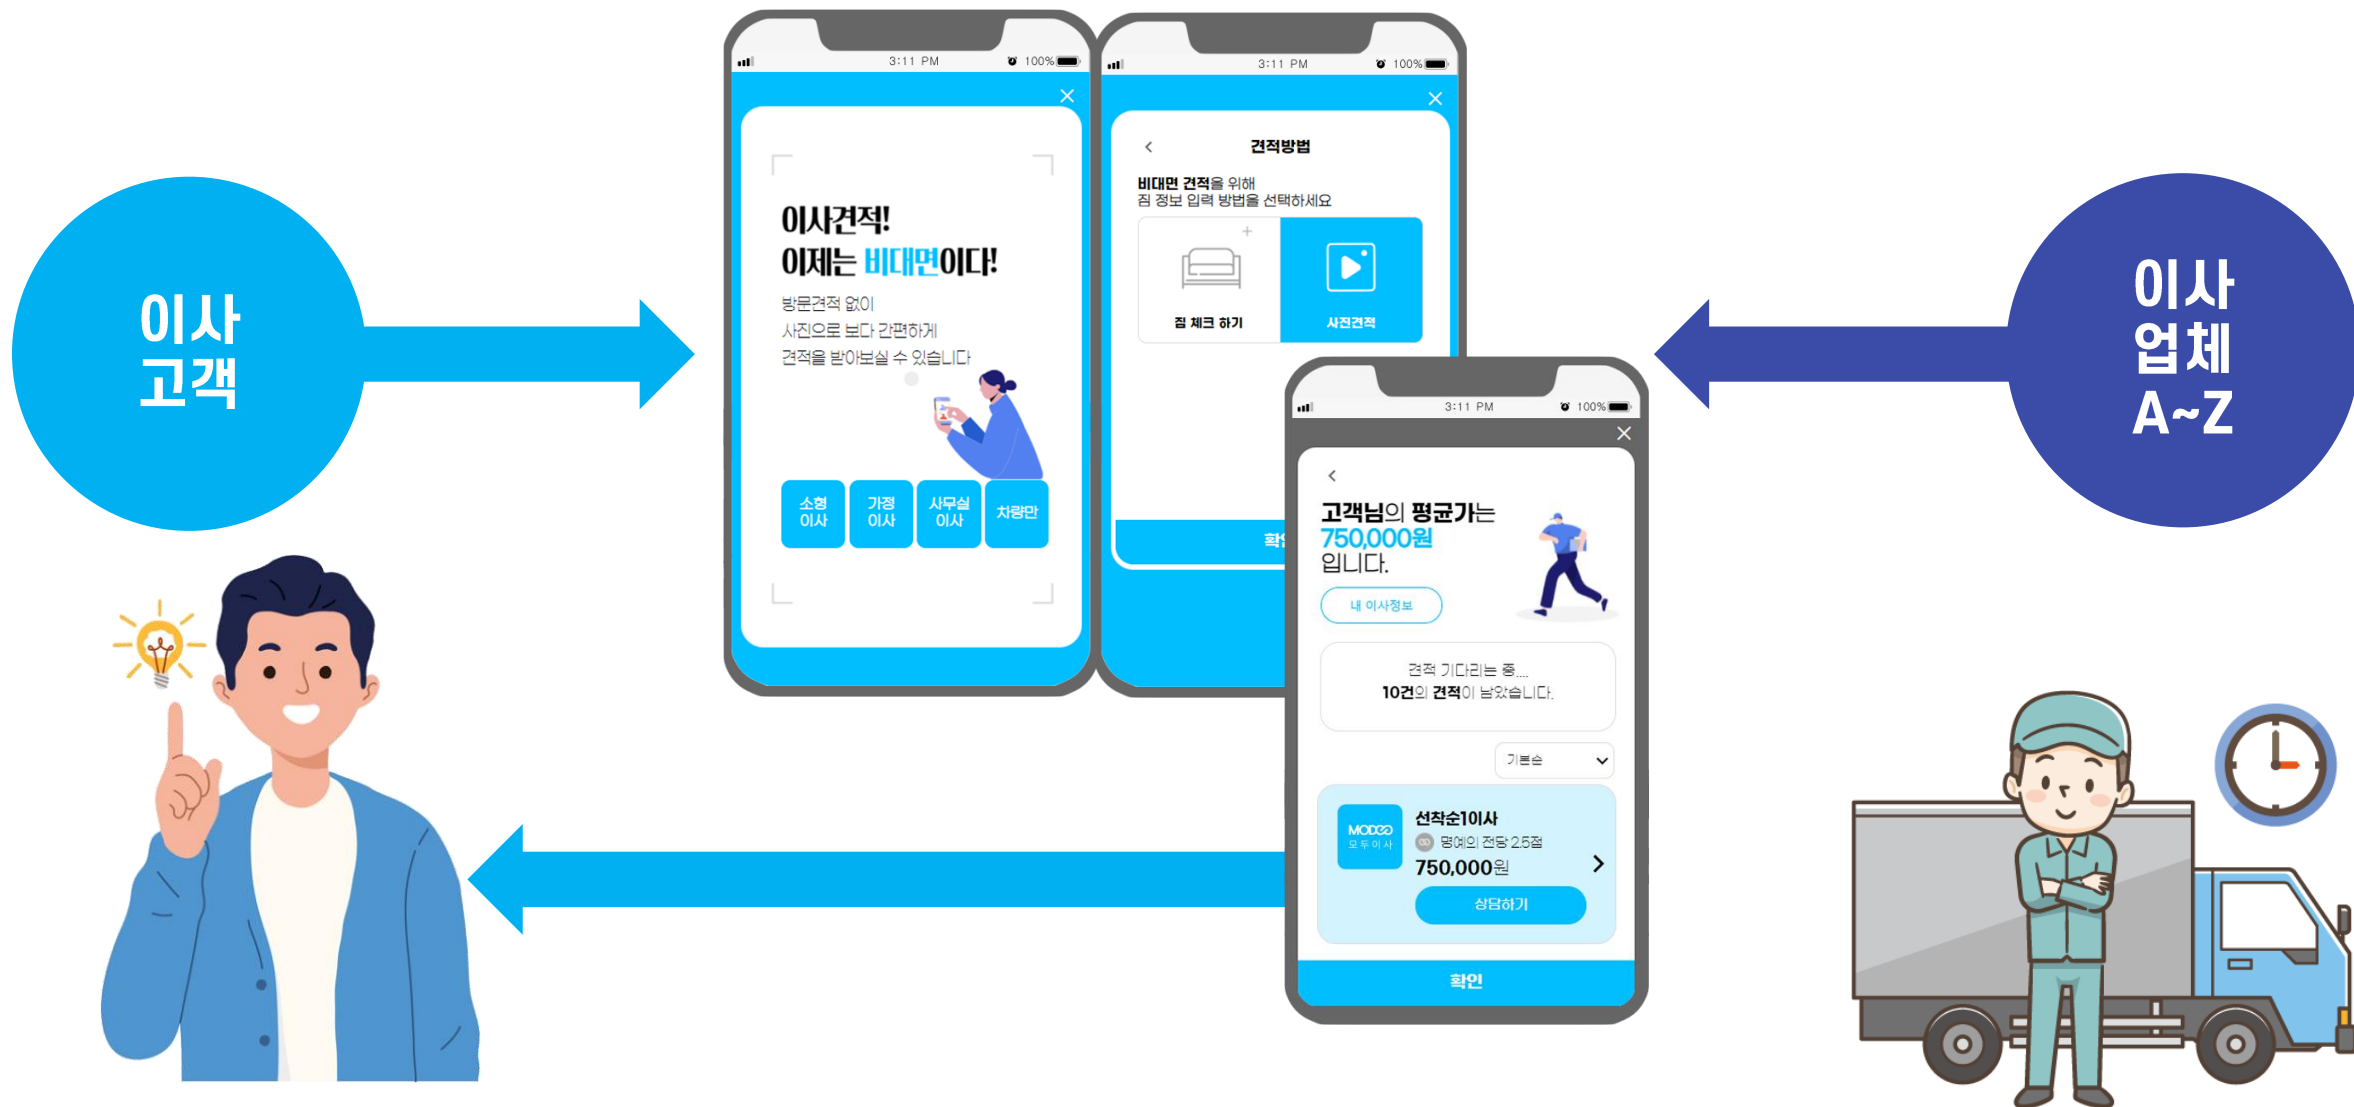 이사
고객
3:11 PM
100%
이사견적!
이제는 비대면이다!
방문견적 없이
사진으로 보다 간편하게
견적을 받아보실 수 있습니다
소형
이사
가정
이사
사무실
이사
차량만
3:11 PM
100%
견적방법
비대면 견적을 위해
짐 정보 입력 방법을 선택하세요
짐 체크 하기
사진견적
3:11 PM
100%
고객님의 평균가는
750,000원
입니다.
내 이사정보
견적 기다리는 중....
10건의 견적이 남았습니다.
기본순
MODOO
모두이사
선착순10이사
명예의 전당 2.5점
750,000원
상담하기
확인
이사
업체
A~Z